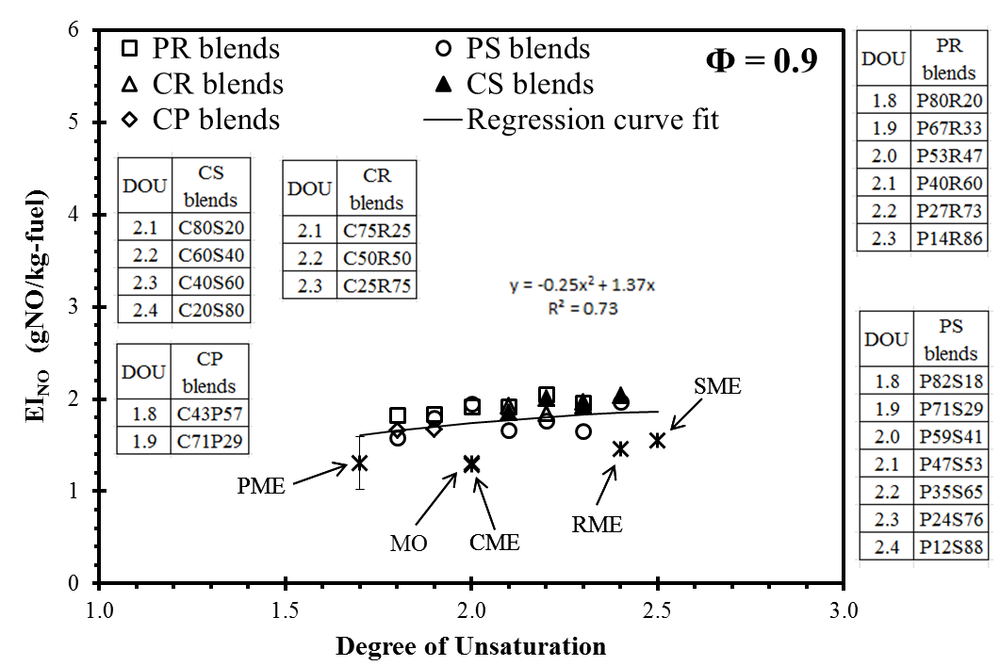 6
5
4
3
2
1
0
EI_NO (gNO/kg-fuel)
PR blends
PS blends
CR blends
CS blends
CP blends
Regression curve fit
Φ = 0.9
DOU CS blends
2.1 C80S20
2.2 C60S40
2.3 C40S60
2.4 C20S80
DOU CR blends
2.1 C75R25
2.2 C50R50
2.3 C25R75
DOU CP blends
1.8 C43P57
1.9 C71P29
y = -0.25x² + 1.37x
R² = 0.73
PME
MO
CME
RME
SME
1.0 1.5 2.0 2.5 3.0
Degree of Unsaturation
DOU PR blends
1.8 P80R20
1.9 P67R33
2.0 P53R47
2.1 P40R60
2.2 P27R73
2.3 P14R86
DOU PS blends
1.8 P82S18
1.9 P71S29
2.0 P59S41
2.1 P47S53
2.2 P35S65
2.3 P24S76
2.4 P12S88